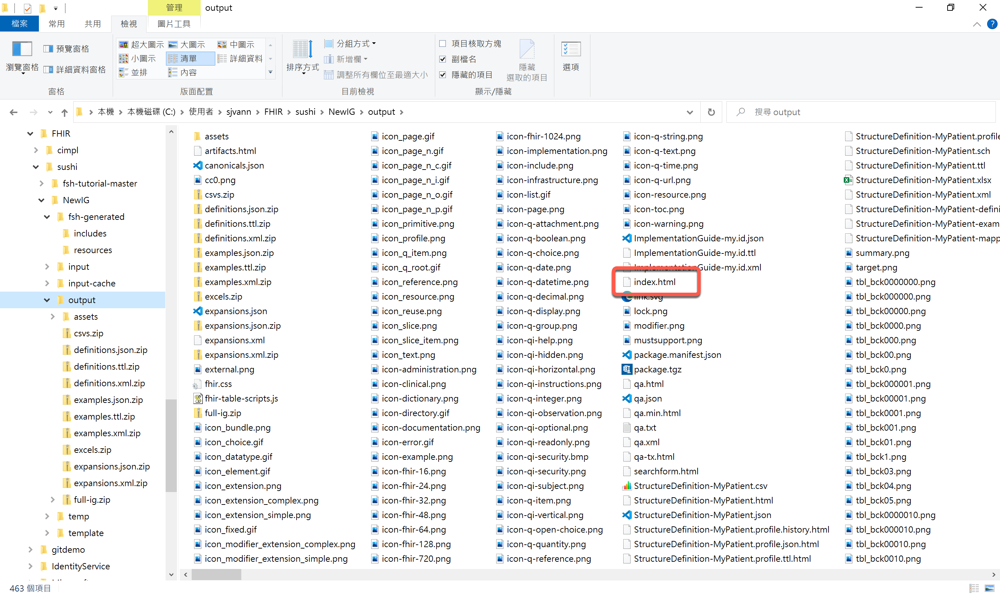 管理
output
檔案
常用
共用
檢視
圖片工具
瀏覽窗格
預覽窗格
詳細資料窗格
窗格
超大圖示
大圖示
中圖示
小圖示
清單
詳細資料
並排
內容
版面配置
排序方式
分組方式
新增欄
調整所有欄位至最適大小
目前檢視
項目核取方塊
副檔名
隱藏的項目
隱藏
選取的項目
顯示/隱藏
選項
本機 > 本機磁碟 (C:) > 使用者 > sjvann > FHIR > sushi > NewIG > output >
搜尋 output
FHIR
cimpl
sushi
fsh-tutorial-master
NewIG
fsh-generated
includes
resources
input
input-cache
output
assets
csvs.zip
definitions.json.zip
definitions.ttl.zip
definitions.xml.zip
examples.json.zip
examples.ttl.zip
examples.xml.zip
excels.zip
expansions.json.zip
expansions.xml.zip
full-ig.zip
temp
template
gitdemo
IdentityService
assets
artifacts.html
canonicals.json
cc0.png
csvs.zip
definitions.json.zip
definitions.ttl.zip
definitions.xml.zip
examples.json.zip
examples.ttl.zip
examples.xml.zip
excels.zip
expansions.json
expansions.json.zip
expansions.xml
expansions.xml.zip
external.png
fhir.css
fhir-table-scripts.js
full-ig.zip
icon_bundle.png
icon_choice.gif
icon_datatype.gif
icon_element.gif
icon_extension.png
icon_extension_complex.png
icon_extension_simple.png
icon_fixed.gif
icon_modifier_extension_complex.png
icon_modifier_extension_simple.png
icon_page.gif
icon_page_n.gif
icon_page_n_c.gif
icon_page_n_i.gif
icon_page_n_o.gif
icon_page_n_p.gif
icon_primitive.png
icon_profile.png
icon_q_item.png
icon_q_root.gif
icon_reference.png
icon_resource.png
icon_reuse.png
icon_slice.png
icon_slice_item.png
icon_text.png
icon-administration.png
icon-clinical.png
icon-dictionary.png
icon-directory.gif
icon-documentation.png
icon-error.gif
icon-example.png
icon-fhir-16.png
icon-fhir-24.png
icon-fhir-32.png
icon-fhir-48.png
icon-fhir-64.png
icon-fhir-128.png
icon-fhir-720.png
icon-fhir-1024.png
icon-implementation.png
icon-include.png
icon-infrastructure.png
icon-list.gif
icon-page.png
icon-q-attachment.png
icon-q-boolean.png
icon-q-choice.png
icon-q-date.png
icon-q-datetime.png
icon-q-decimal.png
icon-q-display.png
icon-q-group.png
icon-qi-help.png
icon-qi-hidden.png
icon-qi-horizontal.png
icon-qi-instructions.png
icon-q-integer.png
icon-qi-observation.png
icon-qi-optional.png
icon-qi-readonly.png
icon-qi-security.bmp
icon-qi-security.png
icon-qi-subject.png
icon-q-item.png
icon-qi-vertical.png
icon-q-open-choice.png
icon-q-quantity.png
icon-q-reference.png
icon-q-string.png
icon-q-text.png
icon-q-time.png
icon-q-url.png
icon-resource.png
icon-toc.png
icon-warning.png
ImplementationGuide-my.id.json
ImplementationGuide-my.id.ttl
ImplementationGuide-my.id.xml
index.html
link.svg
lock.png
modifier.png
mustsupport.png
package.manifest.json
package.tgz
qa.html
qa.json
qa.min.html
qa.txt
qa.xml
qa-tx.html
searchform.html
StructureDefinition-MyPatient.csv
StructureDefinition-MyPatient.html
StructureDefinition-MyPatient.json
StructureDefinition-MyPatient.profile.history.html
StructureDefinition-MyPatient.profile.json.html
StructureDefinition-MyPatient.profile.ttl.html
StructureDefinition-MyPatient.profile
StructureDefinition-MyPatient.sch
StructureDefinition-MyPatient.ttl
StructureDefinition-MyPatient.xlsx
StructureDefinition-MyPatient.xml
StructureDefinition-MyPatient-defini
StructureDefinition-MyPatient-exam
StructureDefinition-MyPatient-mapp
summary.png
target.png
tbl_bck0000000.png
tbl_bck000000.png
tbl_bck00000.png
tbl_bck0000.png
tbl_bck000.png
tbl_bck00.png
tbl_bck0.png
tbl_bck000001.png
tbl_bck00001.png
tbl_bck0001.png
tbl_bck001.png
tbl_bck01.png
tbl_bck1.png
tbl_bck03.png
tbl_bck04.png
tbl_bck05.png
tbl_bck0000010.png
tbl_bck000010.png
tbl_bck00010.png
tbl_bck0010.png
463 個項目